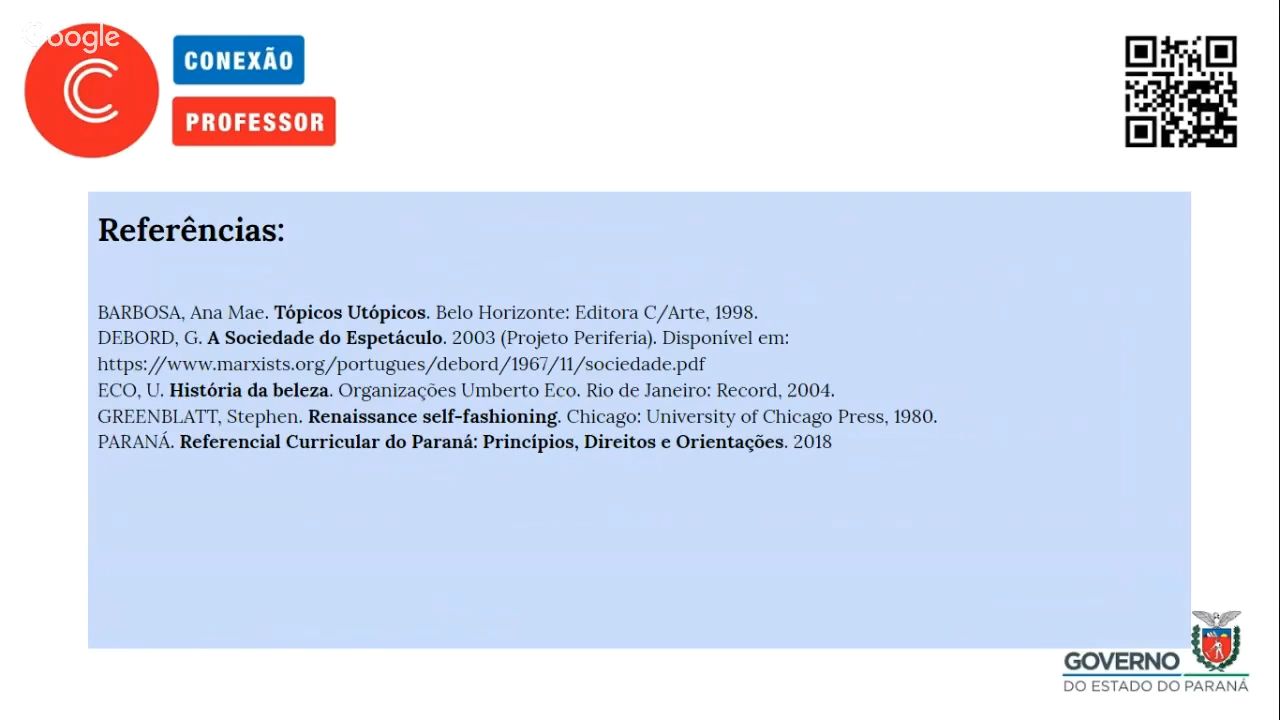 Google
C
CONEXÃO
PROFESSOR
Referências:
BARBOSA, Ana Mae. Tópicos Utópicos. Belo Horizonte: Editora C/Arte, 1998.
DEBORD, G. A Sociedade do Espetáculo. 2003 (Projeto Periferia). Disponível em:
https://www.marxists.org/portugues/debord/1967/11/sociedade.pdf
ECO, U. História da beleza. Organizações Umberto Eco. Rio de Janeiro: Record, 2004.
GREENBLATT, Stephen. Renaissance self-fashioning. Chicago: University of Chicago Press, 1980.
PARANÁ. Referencial Curricular do Paraná: Princípios, Direitos e Orientações. 2018
GOVERNO
DO ESTADO DO PARANÁ